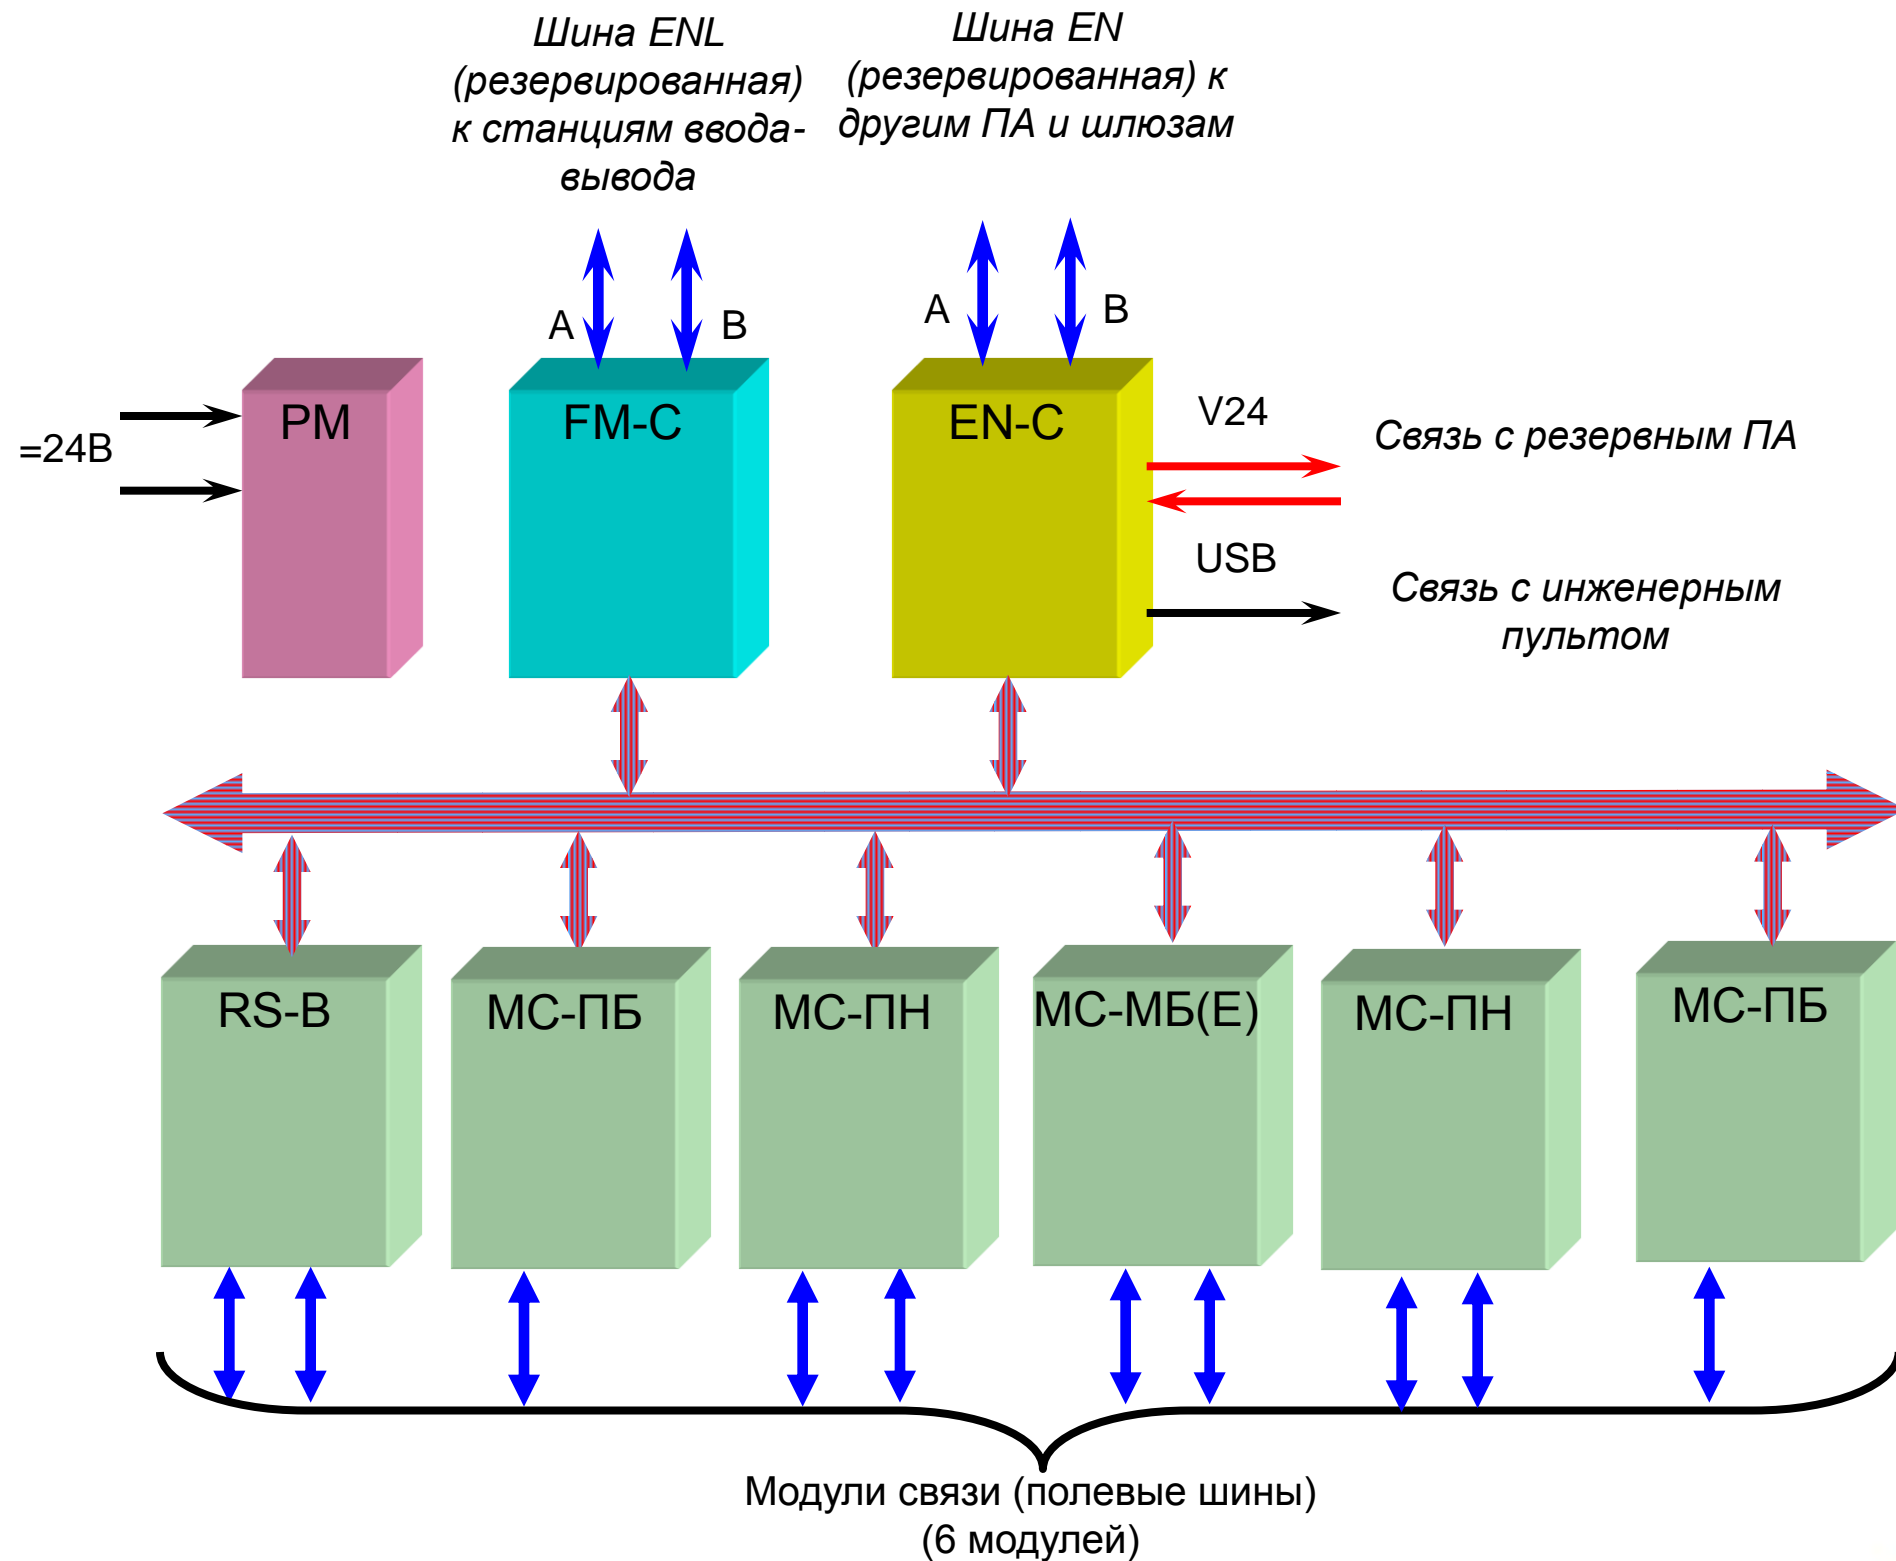 Шина ENL
(резервированная)
к станциям ввода-
вывода
Шина EN
(резервированная) к
другим ПА и шлюзам
A
B
A
B
=24В
PM
FM-C
EN-C
V24
Связь с резервным ПА
USB
Связь с инженерным
пультом
RS-B
МС-ПБ
МС-ПН
МС-МБ(Е)
МС-ПН
МС-ПБ
Модули связи (полевые шины)
(6 модулей)